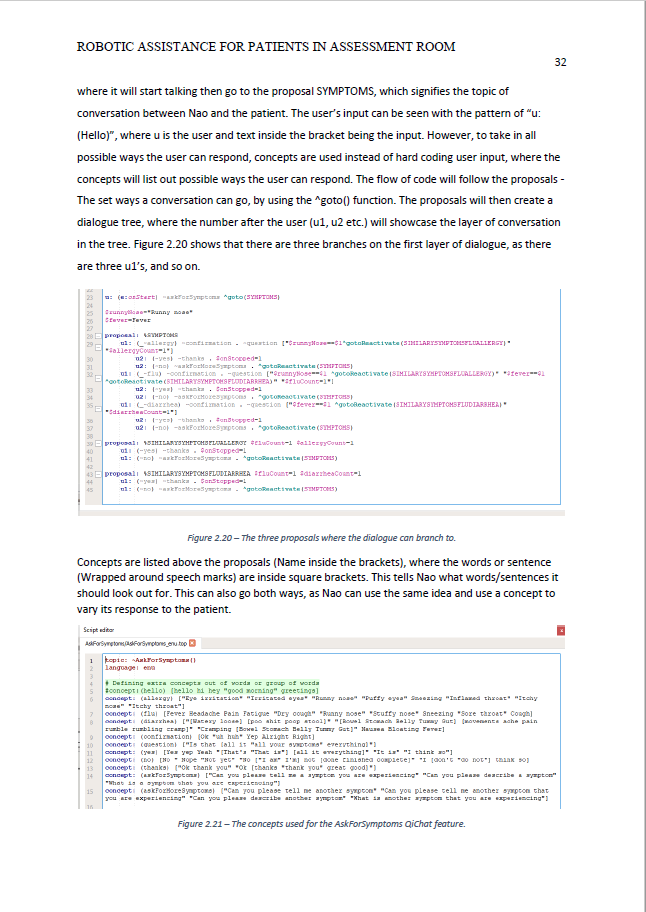 ROBOTIC ASSISTANCE FOR PATIENTS IN ASSESSMENT ROOM
32
where it will start talking then go to the proposal SYMPTOMS, which signifies the topic of
conversation between Nao and the patient. The user's input can be seen with the pattern of "u:
(Hello)", where u is the user and text inside the bracket being the input. However, to take in all
possible ways the user can respond, concepts are used instead of hard coding user input, where the
concepts will list out possible ways the user can respond. The flow of code will follow the proposals -
The set ways a conversation can go, by using the ^goto() function. The proposals will then create a
dialogue tree, where the number after the user (u1, u2 etc.) will showcase the layer of conversation
in the tree. Figure 2.20 shows that there are three branches on the first layer of dialogue, as there
are three u1's, and so on.
23 u: (e:onStart) ~askForSymptoms ^goto(SYMPTOMS)
24
25 $runnyNose="Runny nose"
26 $fever=Fever
27
28 proposal: %SYMPTOMS
29 u1: (_~allergy) ~confirmation . ~question ["$runnyNose==$1^gotoReactivate(SIMILARYSYMPTOMSFLUALLERGY)"
"$allergyCount=1"]
30 u2: (~yes) ~thanks . $onStopped=1
31 u2: (~no) ~askForMoreSymptoms . ^gotoReactivate(SYMPTOMS)
32 u1: (_~flu) ~confirmation . ~question ["$runnyNose==$1 ^gotoReactivate(SIMILARYSYMPTOMSFLUALLERGY)" "$fever==$1
^gotoReactivate(SIMILARYSYMPTOMSFLUDIARRHEA)" "$fluCount=1"]
33 u2: (~yes) ~thanks . $onStopped=1
34 u2: (~no) ~askForMoreSymptoms . ^gotoReactivate(SYMPTOMS)
35 u1: (_~diarrhea) ~confirmation . ~question ["$fever==$1 ^gotoReactivate(SIMILARYSYMPTOMSFLUDIARRHEA)"
"$diarrheaCount=1"]
36 u2: (~yes) ~thanks . $onStopped=1
37 u2: (~no) ~askForMoreSymptoms . ^gotoReactivate(SYMPTOMS)
38
39 proposal: %SIMILARYSYMPTOMSFLUALLERGY $fluCount=1 $allergyCount=1
40 u1: (~yes) ~thanks . $onStopped=1
41 u1: (~no) ~askForMoreSymptoms . ^gotoReactivate(SYMPTOMS)
42
43 proposal: %SIMILARYSYMPTOMSFLUDIARRHEA $fluCount=1 $diarrheaCount=1
44 u1: (~yes) ~thanks . $onStopped=1
45 u1: (~no) ~askForMoreSymptoms . ^gotoReactivate(SYMPTOMS)
Figure 2.20 – The three proposals where the dialogue can branch to.
Concepts are listed above the proposals (Name inside the brackets), where the words or sentence
(Wrapped around speech marks) are inside square brackets. This tells Nao what words/sentences it
should look out for. This can also go both ways, as Nao can use the same idea and use a concept to
vary its response to the patient.
Script editor
AskForSymptoms/AskForSymptoms_enu.top
1 topic: ~AskForSymptoms()
2 language: enu
3
4 # Defining extra concepts out of words or group of words
5 #concept:(hello) [hello hi hey "good morning" greetings]
6 concept: (allergy) ["Eye irritation" "Irritated eyes" "Runny nose" "Puffy eyes" Sneezing "Inflamed throat" "Itchy
nose" "Itchy throat"]
7 concept: (flu) [Fever Headache Pain Fatigue "Dry cough" "Runny nose" "Stuffy nose" Sneezing "Sore throat" Cough]
8 concept: (diarrhea) ["[Watery loose] [poo shit poop stool]" "[Bowel Stomach Belly Tummy Gut] [movements ache pain
rumble rumbling cramp]" "Cramping [Bowel Stomach Belly Tummy Gut]" Nausea Bloating Fever]
9 concept: (confirmation) [Ok "uh huh" Yep Alright Right]
10 concept: (question) ["Is that [all it "all your symptoms" everything]"]
11 concept: (yes) [Yes yep Yeah "[That's "That is"] [all it everything]" "It is" "I think so"]
12 concept: (no) [No " Nope "Not yet" "No ["I am" I'm] not [done finished complete]" "I [don't "do not"] think so]
13 concept: (thanks) ["Ok thank you" "Ok [thanks "thank you" great good]"]
14 concept: (askForSymptoms) ["Can you please tell me a symptom you are experiencing" "Can you please describe a symptom"
"What is a symptom that you are experiencing"]
15 concept: (askForMoreSymptoms) ["Can you please tell me another symptom" "Can you please tell me another symptom that
you are experiencing" "Can you please describe another symptom" "What is another symptom that you are experiencing"]
Figure 2.21 – The concepts used for the AskForSymptoms QiChat feature.